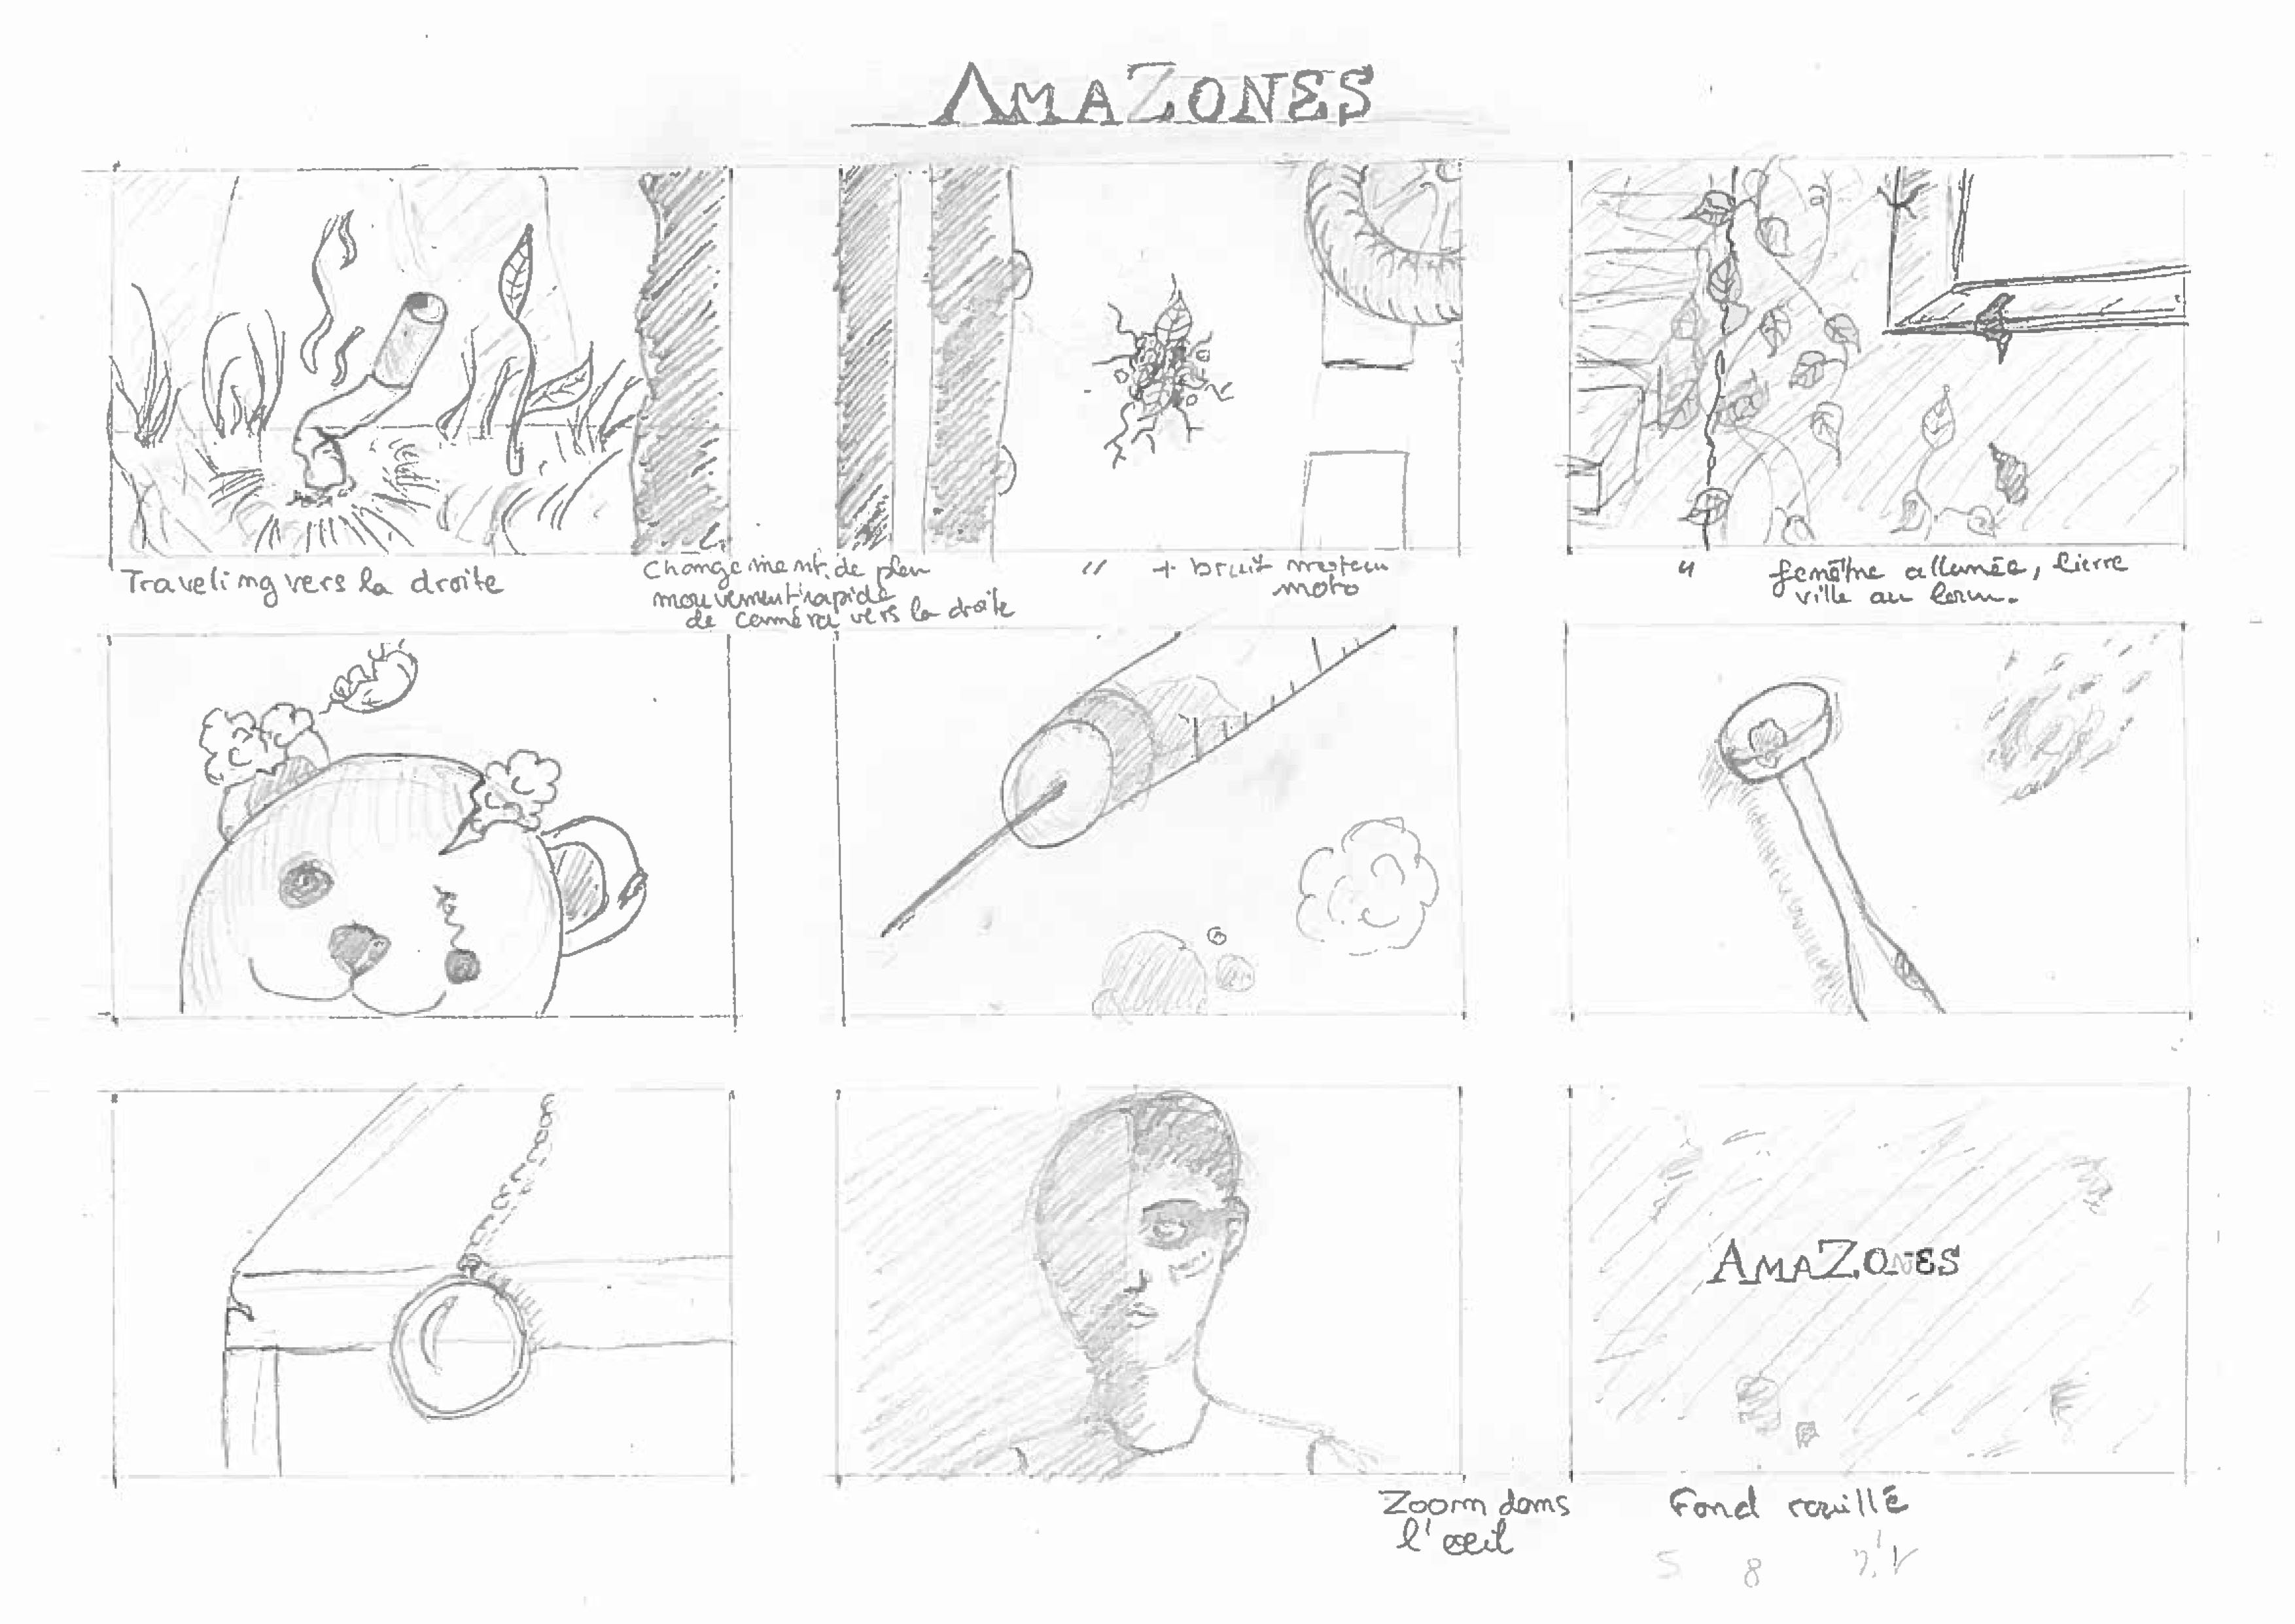 AMAZONES
Traveling vers la droite
Changement de plan
mouvement rapide
de caméra vers la droite
" + bruit moteur
moto
" fenêtre allumée, lierre
ville au loin.
AMAZONES
Zoom dans
l'œil
Fond rouillé
5 8